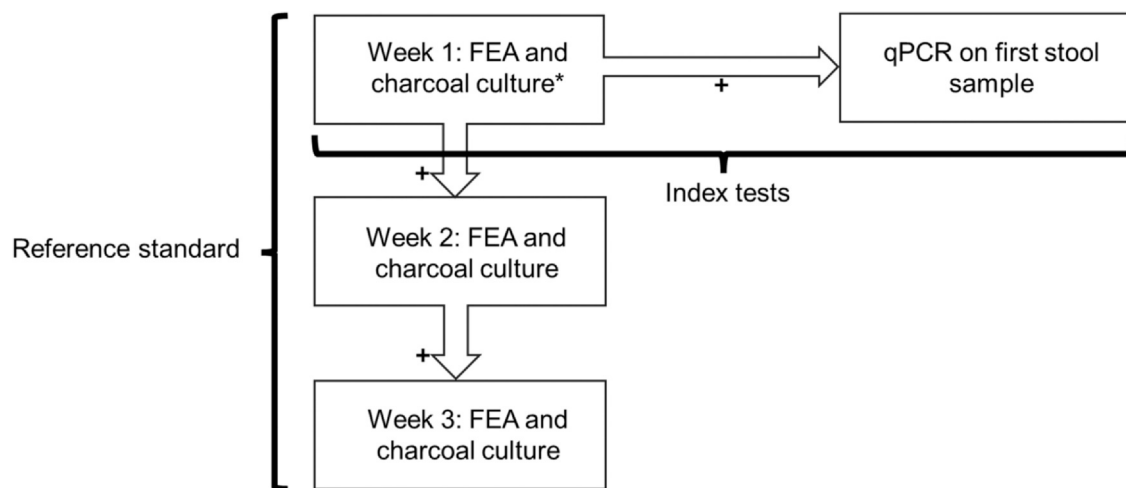 Week 1: FEA and
charcoal culture*
qPCR on first stool
sample
+
+
Index tests
Week 2: FEA and
charcoal culture
Reference standard
+
Week 3: FEA and
charcoal culture